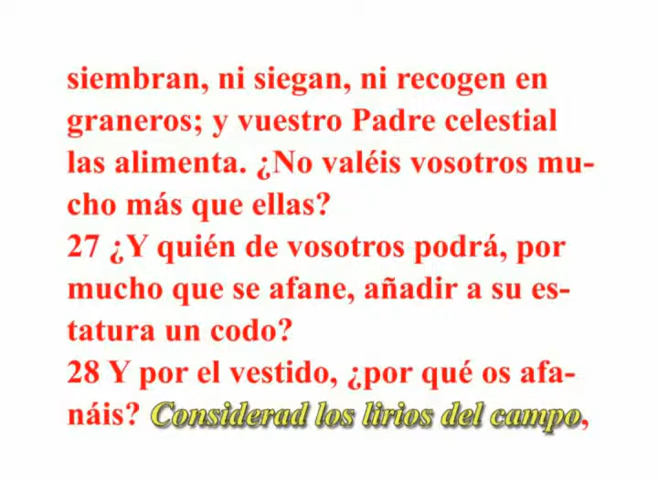 siembran, ni siegan, ni recogen en
graneros; y vuestro Padre celestial
las alimenta. ¿No valéis vosotros mu-
cho más que ellas?
27 ¿Y quién de vosotros podrá, por
mucho que se afane, añadir a su es-
tatura un codo?
28 Y por el vestido, ¿por qué os afa-
náis? Considerad los lirios del campo,